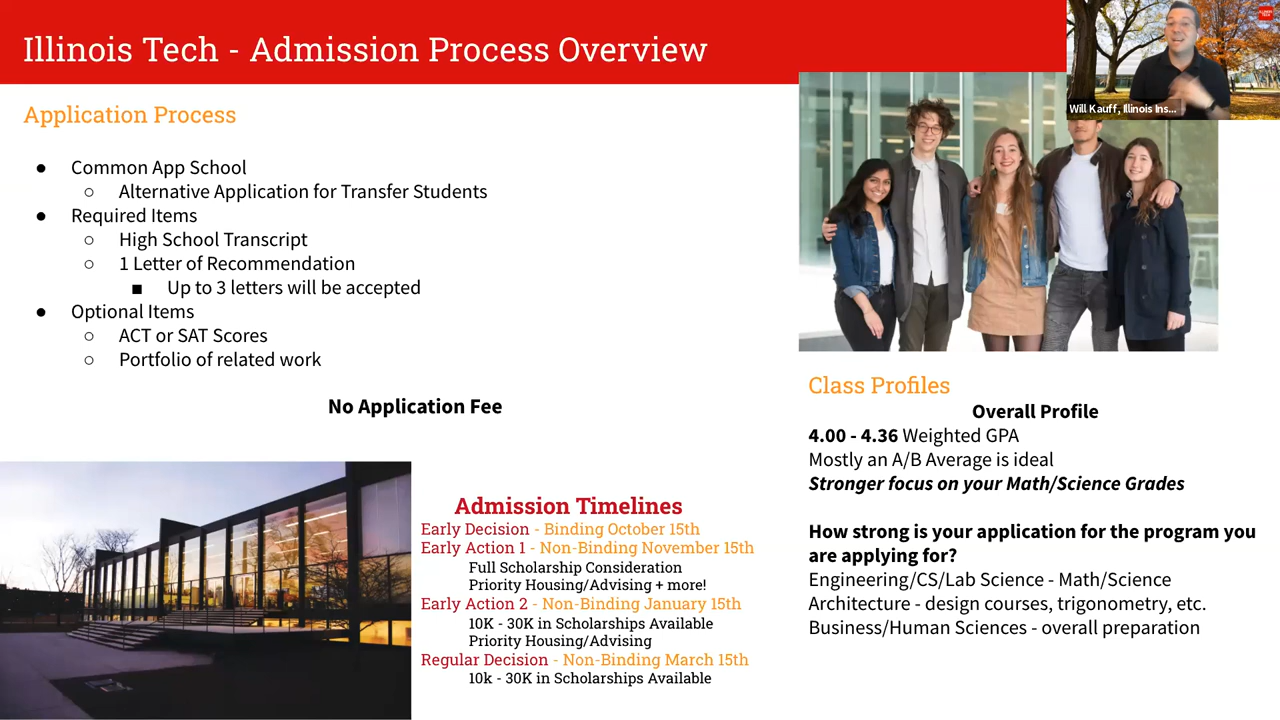 Illinois Tech - Admission Process Overview
Will Kauff, Illinois Ins...
Application Process
● Common App School
○ Alternative Application for Transfer Students
● Required Items
○ High School Transcript
○ 1 Letter of Recommendation
■ Up to 3 letters will be accepted
● Optional Items
○ ACT or SAT Scores
○ Portfolio of related work
No Application Fee
Admission Timelines
Early Decision - Binding October 15th
Early Action 1 - Non-Binding November 15th
Full Scholarship Consideration
Priority Housing/Advising + more!
Early Action 2 - Non-Binding January 15th
10K - 30K in Scholarships Available
Priority Housing/Advising
Regular Decision - Non-Binding March 15th
10k - 30K in Scholarships Available
Class Profiles
Overall Profile
4.00 - 4.36 Weighted GPA
Mostly an A/B Average is ideal
Stronger focus on your Math/Science Grades
How strong is your application for the program you
are applying for?
Engineering/CS/Lab Science - Math/Science
Architecture - design courses, trigonometry, etc.
Business/Human Sciences - overall preparation